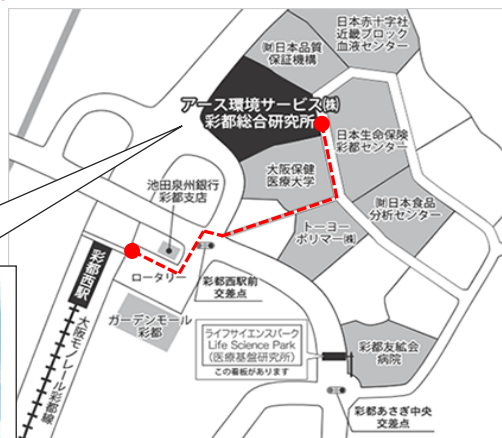 日本赤十字社
近畿ブロック
血液センター
(財)日本品質
保証機構
アース環境サービス(株)
彩都総合研究所
日本生命保険
彩都センター
大阪保健
医療大学
池田泉州銀行
彩都支店
(財)日本食品
分析センター
トーヨー
ポリマー(株)
彩都西駅
ロータリー
彩都西駅前
交差点
ガーデンモール
彩都
大阪モノレール彩都線
ライフサイエンスパーク
Life Science Park
(医療基盤研究所)
この看板があります
彩都友紘会
病院
彩都あさぎ中央
交差点